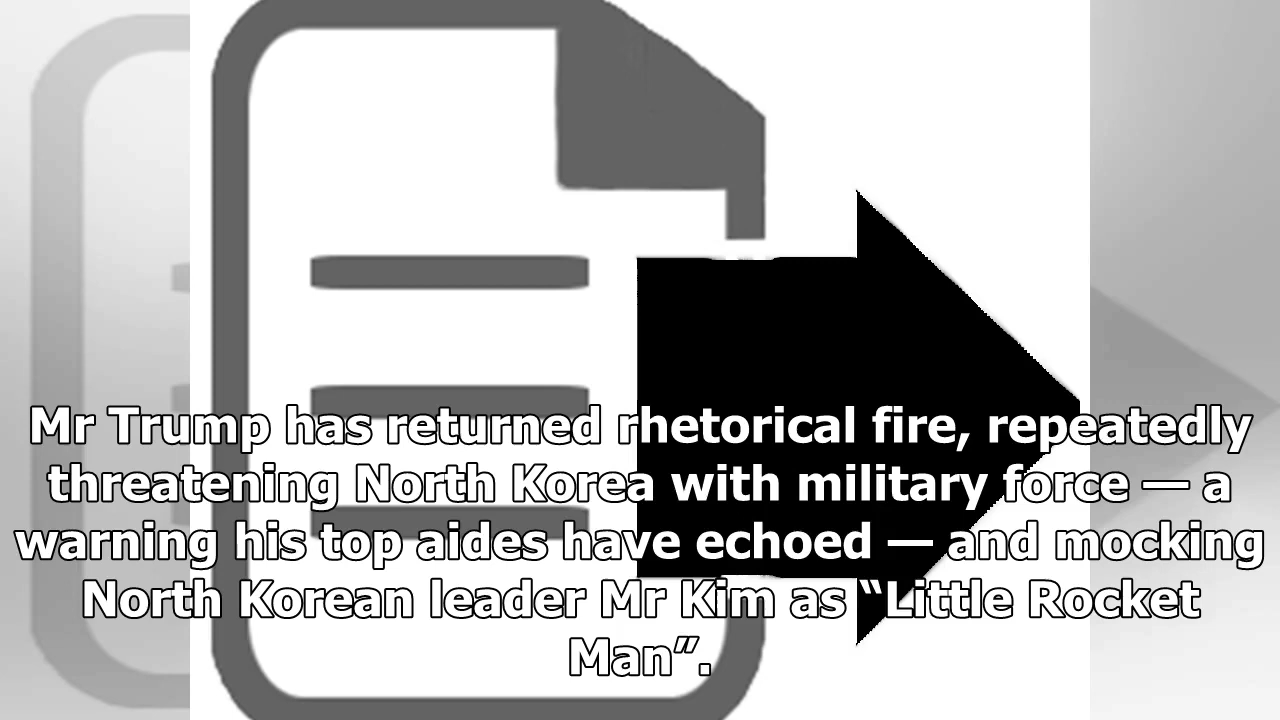 Mr Trump has returned rhetorical fire, repeatedly
threatening North Korea with military force — a
warning his top aides have echoed — and mocking
North Korean leader Mr Kim as “Little Rocket
Man”.